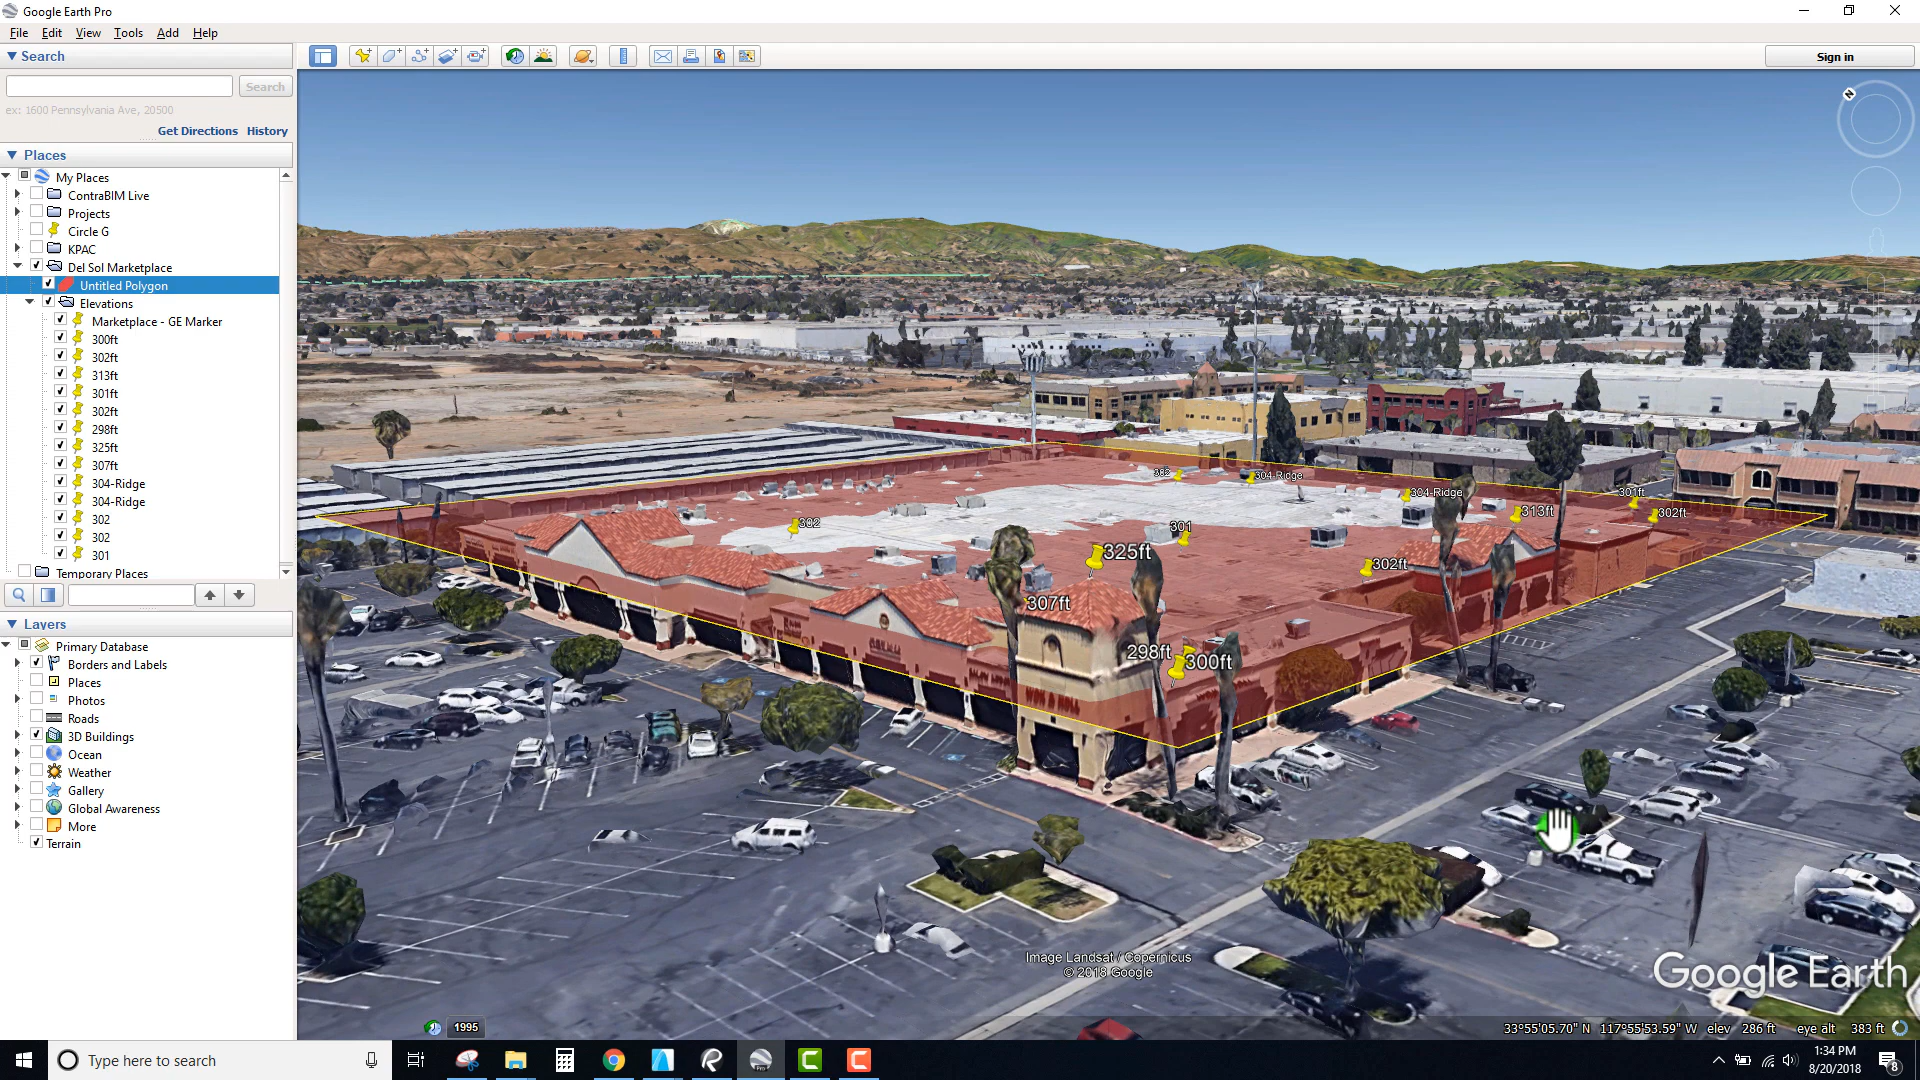 Google Earth Pro
File Edit View Tools Add Help
Search
Sign in
Search
ex: 1600 Pennsylvania Ave, 20500
Get Directions History
Places
My Places
ContraBIM Live
Projects
Circle G
KPAC
Del Sol Marketplace
Untitled Polygon
Elevations
Marketplace - GE Marker
300ft
302ft
313ft
301ft
302ft
298ft
325ft
307ft
304-Ridge
304-Ridge
302
302
301
Temporary Places
Layers
Primary Database
Borders and Labels
Places
Photos
Roads
3D Buildings
Ocean
Weather
Gallery
Global Awareness
More
Terrain
302
304-Ridge
304-Ridge
301ft
313ft
302ft
302
301
325ft
302ft
307ft
298ft
300ft
Image Landsat / Copernicus
© 2018 Google
Google Earth
1995
33°55'05.70" N 117°55'53.59" W elev 286 ft eye alt 383 ft
Type here to search
1:34 PM
8/20/2018
8